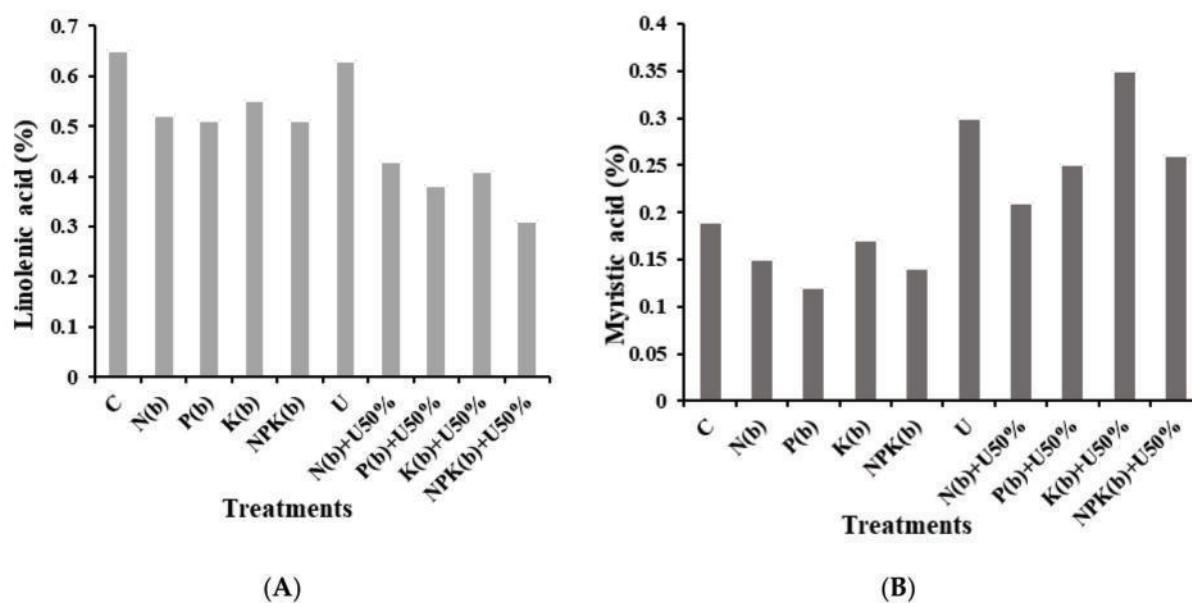 Linolenic acid (%)
0.7
0.6
0.5
0.4
0.3
0.2
0.1
0
C
N(b)
P(b)
K(b)
NPK(b)
U
N(b)+U50%
P(b)+U50%
K(b)+U50%
NPK(b)+U50%
Treatments
(A)
Myristic acid (%)
0.4
0.35
0.3
0.25
0.2
0.15
0.1
0.05
0
C
N(b)
P(b)
K(b)
NPK(b)
U
N(b)+U50%
P(b)+U50%
K(b)+U50%
NPK(b)+U50%
Treatments
(B)